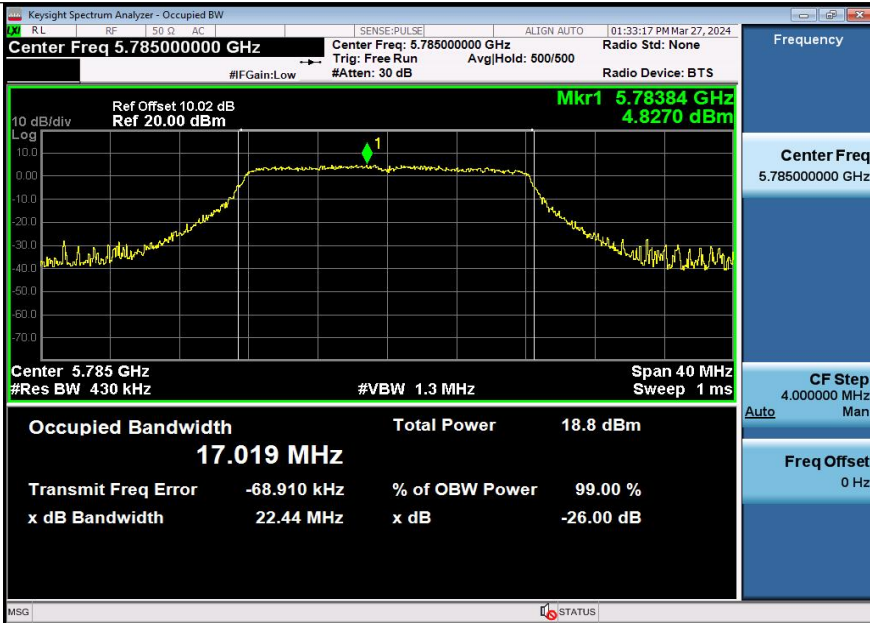 Keysight Spectrum Analyzer - Occupied BW
LXI RL RF 50 Ω AC SENSE:PULSE ALIGN AUTO 01:33:17 PM Mar 27, 2024
Center Freq 5.785000000 GHz
Center Freq: 5.785000000 GHz
Radio Std: None
Trig: Free Run Avg|Hold: 500/500
#IFGain:Low #Atten: 30 dB Radio Device: BTS
Ref Offset 10.02 dB
10 dB/div Ref 20.00 dBm
Mkr1 5.78384 GHz
4.8270 dBm
Log
10.0
1
0.00
-10.0
-20.0
-30.0
-40.0
-50.0
-60.0
-70.0
Center 5.785 GHz Span 40 MHz
#Res BW 430 kHz #VBW 1.3 MHz Sweep 1 ms
Occupied Bandwidth Total Power 18.8 dBm
17.019 MHz
Transmit Freq Error -68.910 kHz % of OBW Power 99.00 %
x dB Bandwidth 22.44 MHz x dB -26.00 dB
MSG STATUS
Frequency
Center Freq
5.785000000 GHz
CF Step
4.000000 MHz
Auto Man
Freq Offset
0 Hz